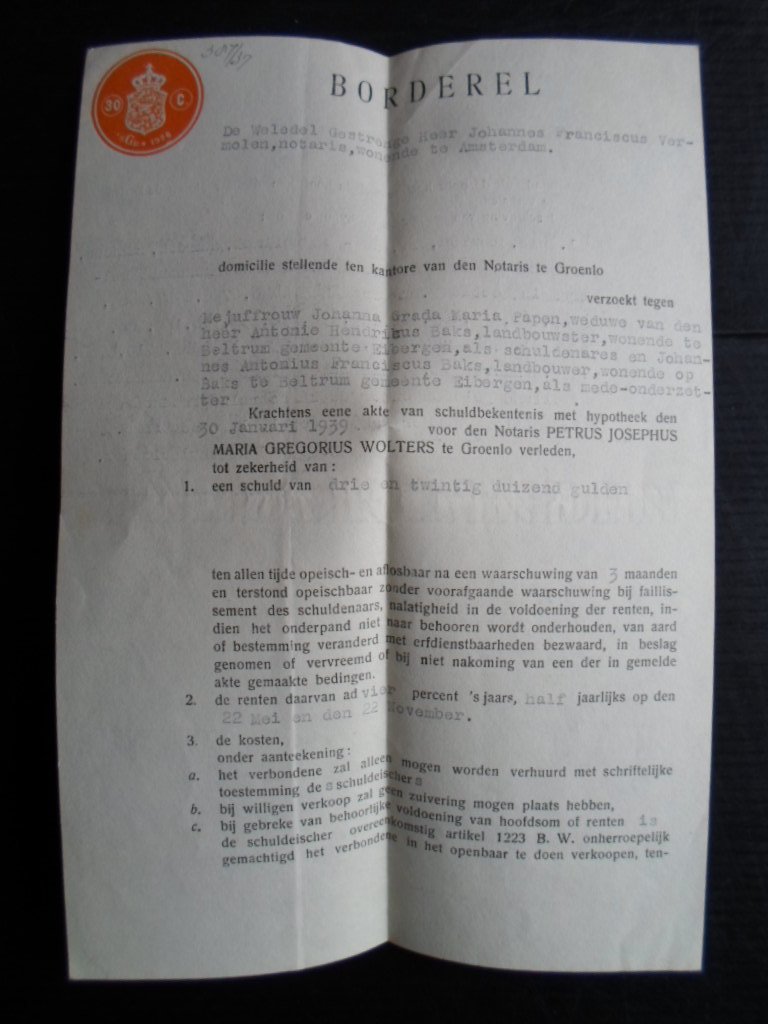 30 C
1938
BORDEREL
De Weledel Gestrenge Heer Johannes Franciscus Ver-
molen,notaris,wonende te Amsterdam.
domicilie stellende ten kantore van den Notaris te Groenlo
verzoekt tegen
Mejuffrouw Johanna Grada Maria Papen,weduwe van den
heer Antonie Hendrikus Baks,landbouwster,wonende te
Beltrum gemeente Eibergen,als schuldenares en Johan-
nes Antonius Franciscus Baks,landbouwer,wonende op
Baks te Beltrum gemeente Eibergen,als mede-onderzet-
ter
Krachtens eene akte van schuldbekentenis met hypotheek den
30 Januari 1939 voor den Notaris PETRUS JOSEPHUS
MARIA GREGORIUS WOLTERS te Groenlo verleden,
tot zekerheid van :
1. een schuld van drie en twintig duizend gulden
ten allen tijde opeisch- en aflosbaar na een waarschuwing van 3 maanden
en terstond opeischbaar zonder voorafgaande waarschuwing bij faillis-
sement des schuldenaars, nalatigheid in de voldoening der renten, in-
dien het onderpand niet naar behooren wordt onderhouden, van aard
of bestemming veranderd met erfdienstbaarheden bezwaard, in beslag
genomen of vervreemd of bij niet nakoming van een der in gemelde
akte gemaakte bedingen.
2. de renten daarvan ad vier percent 's jaars, half jaarlijks op den
22 Mei en den 22 November.
3. de kosten,
onder aanteekening :
a. het verbondene zal alleen mogen worden verhuurd met schriftelijke
toestemming de s schuldeischers
b. bij willigen verkoop zal geen zuivering mogen plaats hebben,
c. bij gebreke van behoorlijke voldoening van hoofdsom of renten is
de schuldeischer overeenkomstig artikel 1223 B. W. onherroepelijk
gemachtigd het verbondene in het openbaar te doen verkoopen, ten-